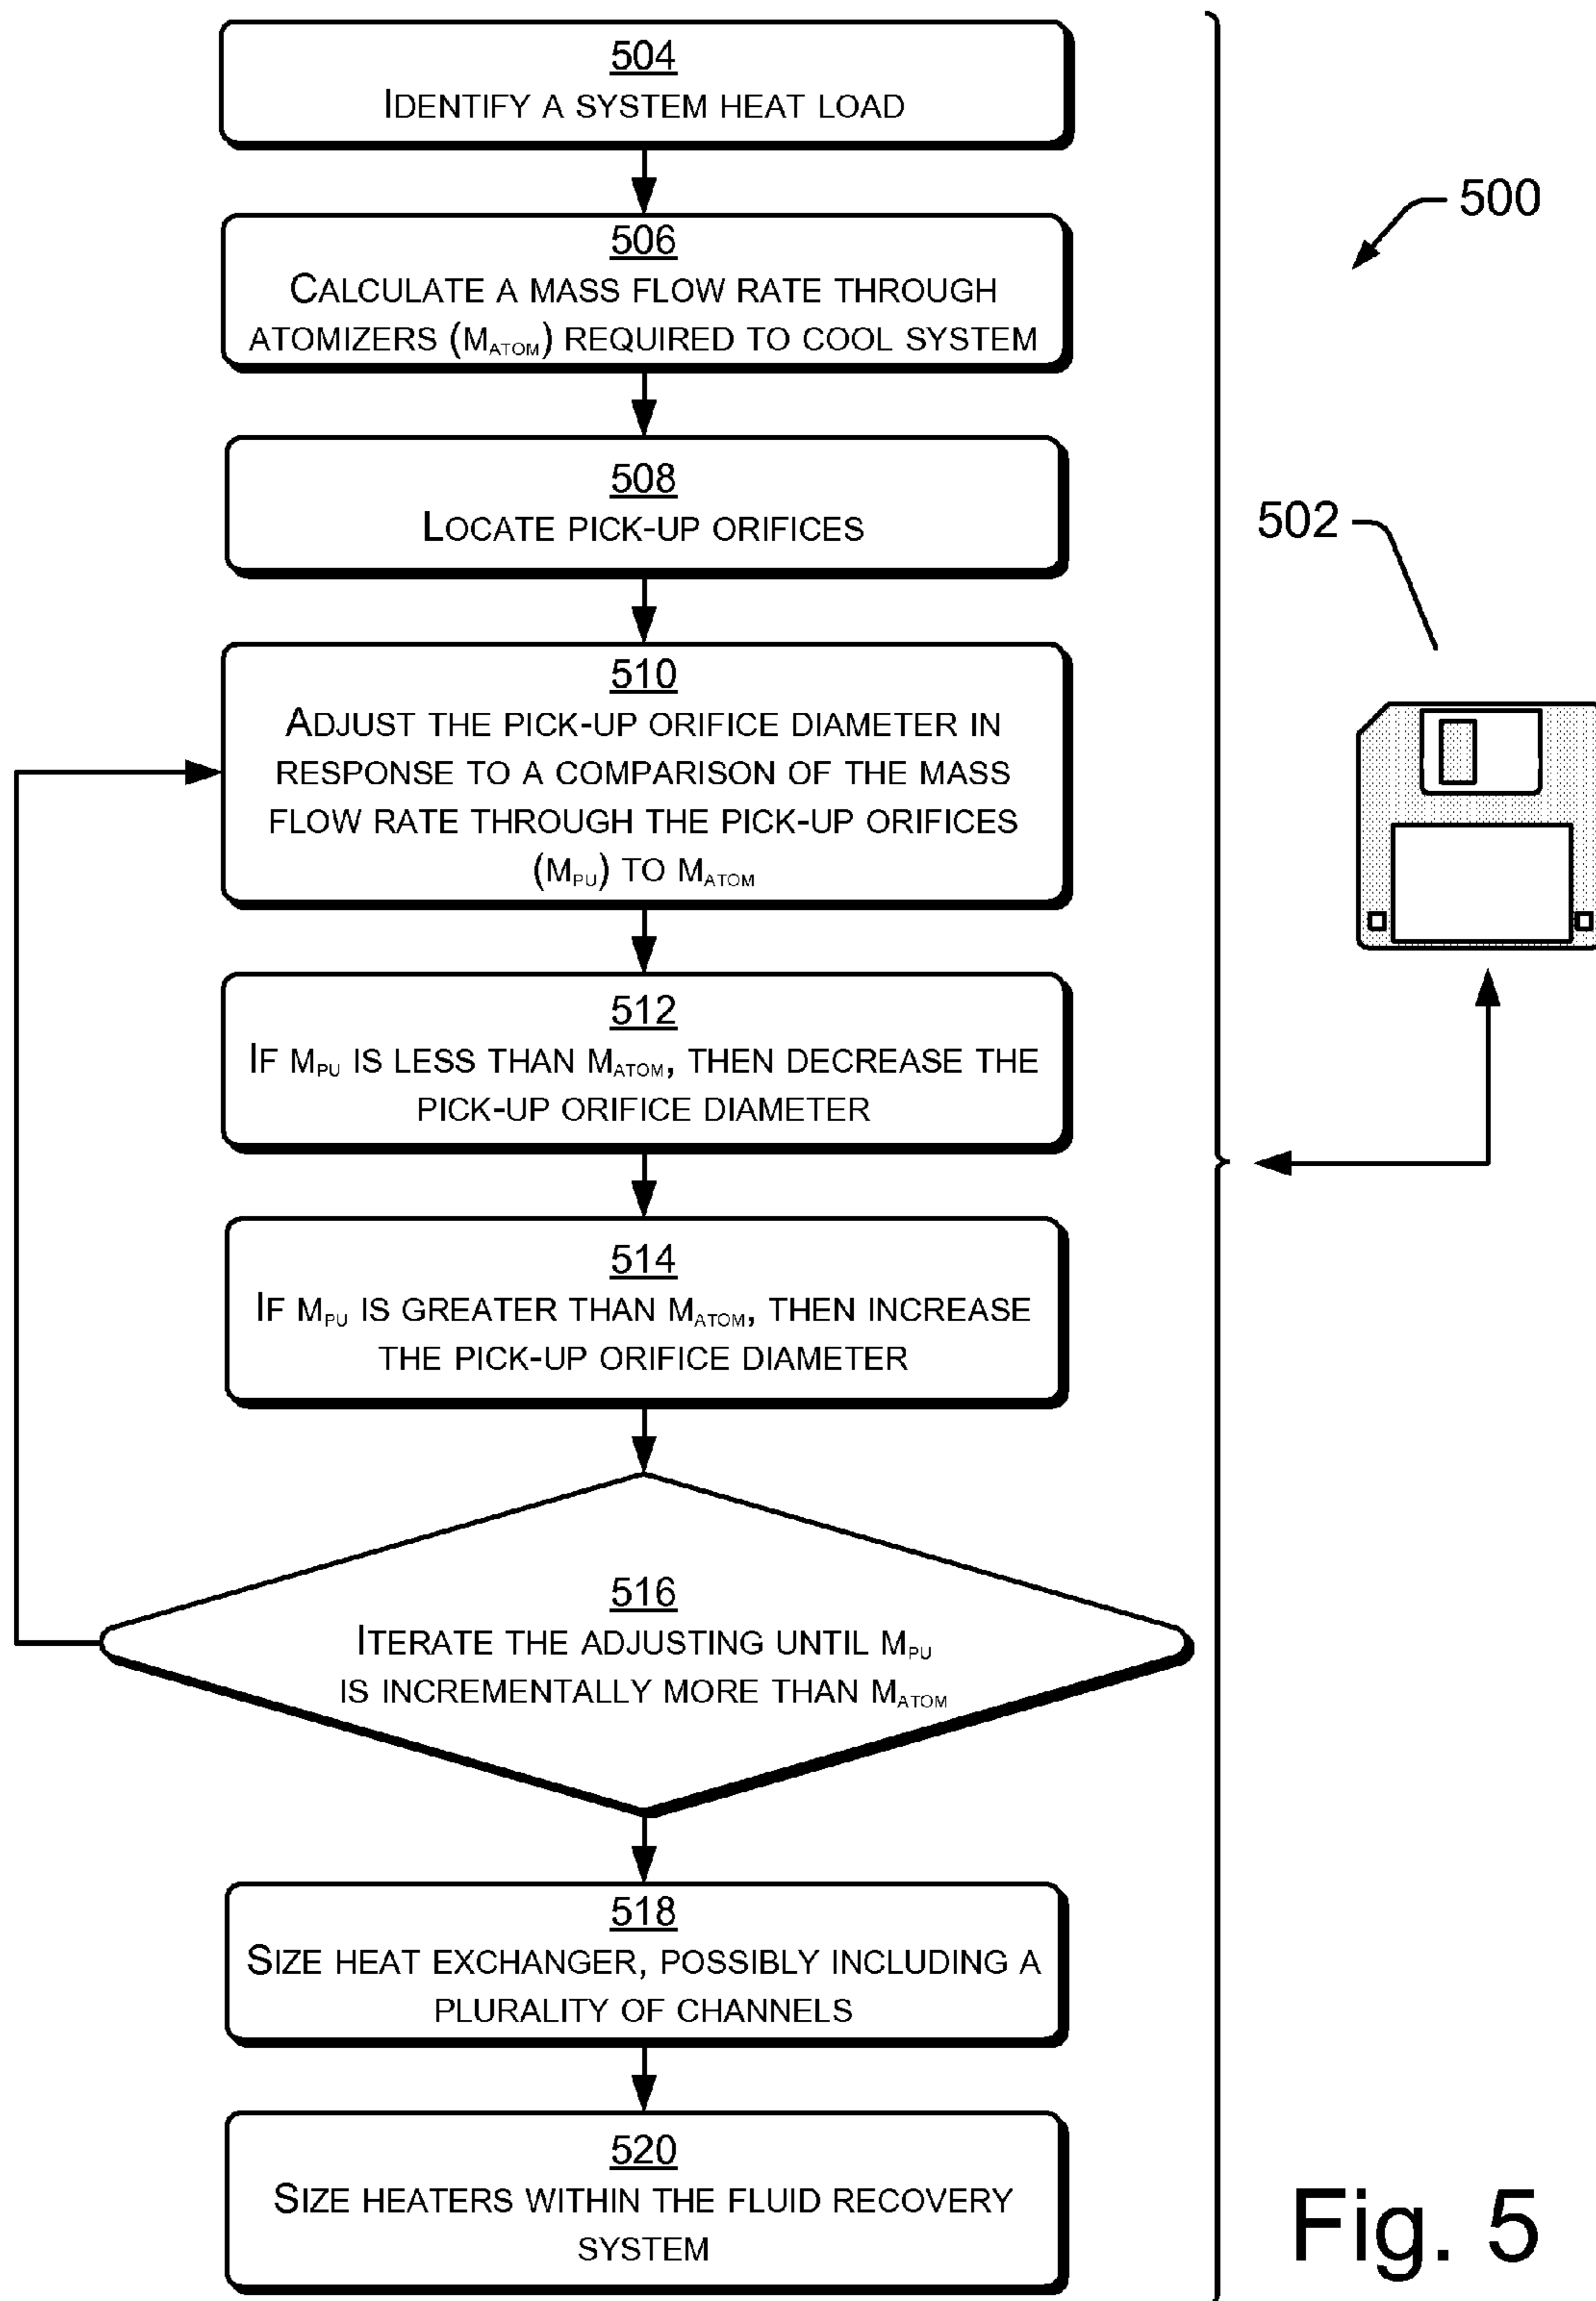 504
IDENTIFY A SYSTEM HEAT LOAD
506
CALCULATE A MASS FLOW RATE THROUGH
ATOMIZERS (MATOM) REQUIRED TO COOL SYSTEM
508
LOCATE PICK-UP ORIFICES
510
ADJUST THE PICK-UP ORIFICE DIAMETER IN
RESPONSE TO A COMPARISON OF THE MASS
FLOW RATE THROUGH THE PICK-UP ORIFICES
(MPU) TO MATOM
512
IF MPU IS LESS THAN MATOM, THEN DECREASE THE
PICK-UP ORIFICE DIAMETER
514
IF MPU IS GREATER THAN MATOM, THEN INCREASE
THE PICK-UP ORIFICE DIAMETER
516
ITERATE THE ADJUSTING UNTIL MPU
IS INCREMENTALLY MORE THAN MATOM
518
SIZE HEAT EXCHANGER, POSSIBLY INCLUDING A
PLURALITY OF CHANNELS
520
SIZE HEATERS WITHIN THE FLUID RECOVERY
SYSTEM
500
502
Fig. 5